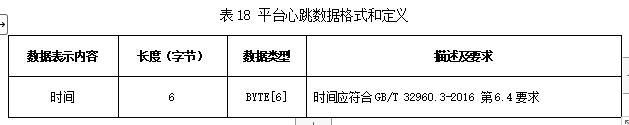 表 18 平台心跳数据格式和定义
数据表示内容 长度（字节） 数据类型 描述及要求
时间 6 BYTE[6] 时间应符合GB/T 32960.3-2016 第6.4要求